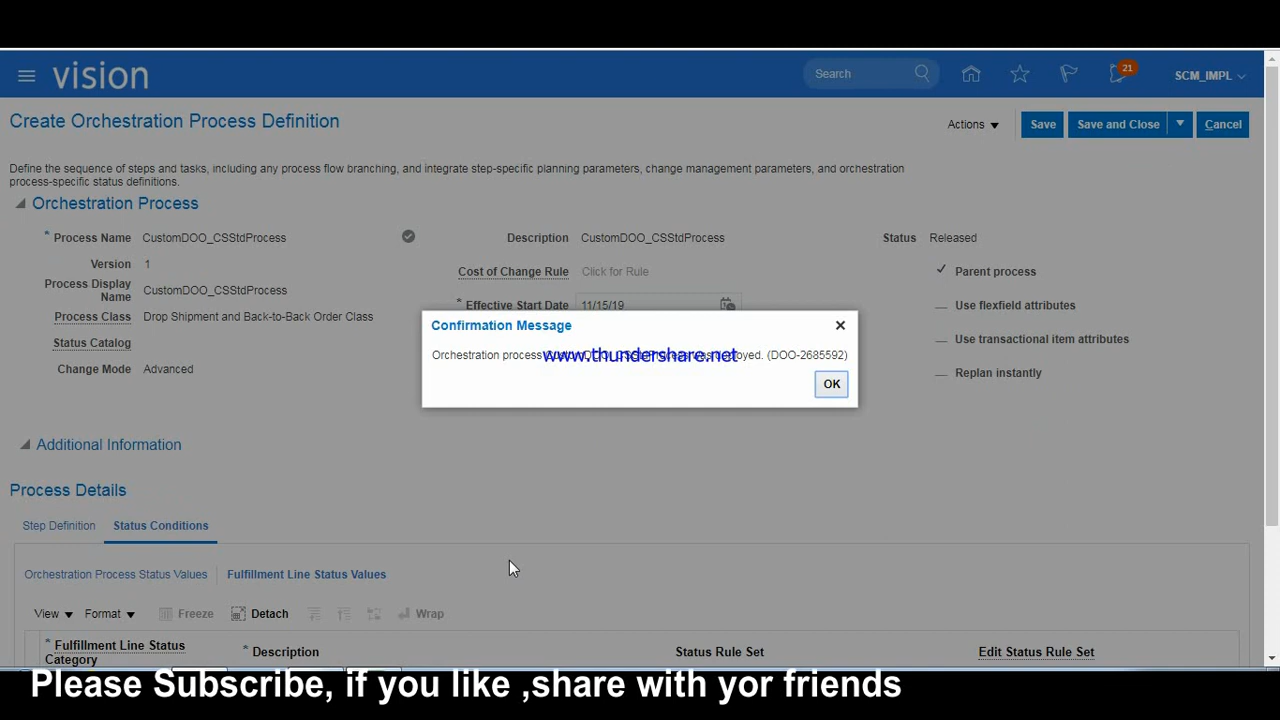 vision
Search
21
SCM_IMPL
Create Orchestration Process Definition
Actions
Save
Save and Close
Cancel
Define the sequence of steps and tasks, including any process flow branching, and integrate step-specific planning parameters, change management parameters, and orchestration
process-specific status definitions.
Orchestration Process
* Process Name CustomDOO_CSStdProcess
Description CustomDOO_CSStdProcess
Status Released
Version 1
Cost of Change Rule Click for Rule
Parent process
Process Display
Name
CustomDOO_CSStdProcess
* Effective Start Date 11/15/19
Use flexfield attributes
Process Class Drop Shipment and Back-to-Back Order Class
Status Catalog
Use transactional item attributes
Change Mode Advanced
Replan instantly
Confirmation Message
Orchestration process deployed. (DOO-2685592)
www.thundershare.net
OK
Additional Information
Process Details
Step Definition
Status Conditions
Orchestration Process Status Values
Fulfillment Line Status Values
View
Format
Freeze
Detach
Wrap
* Fulfillment Line Status
Category
* Description
Status Rule Set
Edit Status Rule Set
Please Subscribe, if you like ,share with yor friends